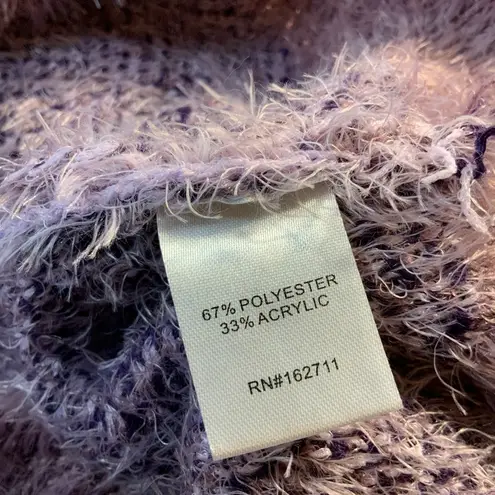 67% POLYESTER
33% ACRYLIC
RN#162711